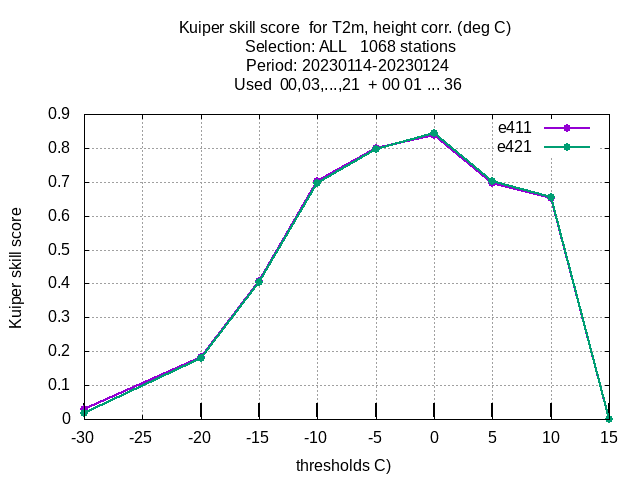 Kuiper skill score  for T2m, height corr. (deg C)
Selection: ALL   1068 stations
Period: 20230114-20230124
Used  00,03,...,21  + 00 01 ... 36
e411
e421
0.9
0.8
0.7
0.6
0.5
0.4
0.3
0.2
0.1
0
Kuiper skill score
-30 -25 -20 -15 -10 -5 0 5 10 15
thresholds C)